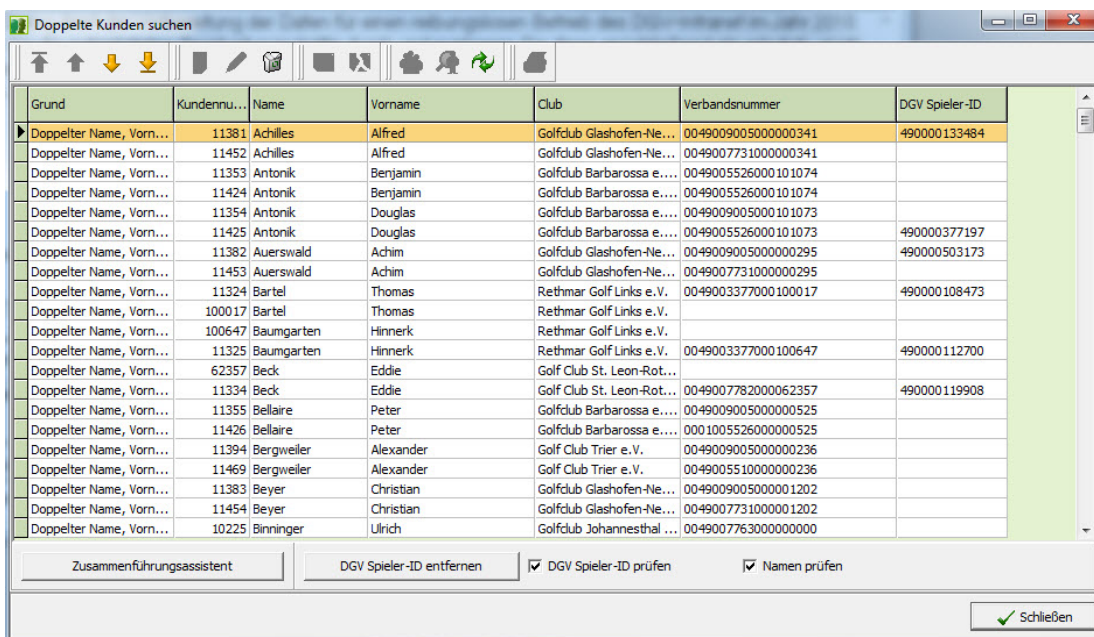 Doppelte Kunden suchen
Grund Kundennu... Name Vorname Club Verbandsnummer DGV Spieler-ID
Doppelter Name, Vorn... 11381 Achilles Alfred Golfclub Glashofen-Ne... 0049009005000000341 490000133484
Doppelter Name, Vorn... 11452 Achilles Alfred Golfclub Glashofen-Ne... 0049007731000000341
Doppelter Name, Vorn... 11353 Antonik Benjamin Golfclub Barbarossa e.... 0049005526000101074
Doppelter Name, Vorn... 11424 Antonik Benjamin Golfclub Barbarossa e.... 0049005526000101074
Doppelter Name, Vorn... 11354 Antonik Douglas Golfclub Barbarossa e.... 0049009005000101073
Doppelter Name, Vorn... 11425 Antonik Douglas Golfclub Barbarossa e.... 0049005526000101073 490000377197
Doppelter Name, Vorn... 11382 Auerswald Achim Golfclub Glashofen-Ne... 0049009005000000295 490000503173
Doppelter Name, Vorn... 11453 Auerswald Achim Golfclub Glashofen-Ne... 0049007731000000295
Doppelter Name, Vorn... 11324 Bartel Thomas Rethmar Golf Links e.V. 0049003377000100017 490000108473
Doppelter Name, Vorn... 100017 Bartel Thomas Rethmar Golf Links e.V.
Doppelter Name, Vorn... 100647 Baumgarten Hinnerk Rethmar Golf Links e.V.
Doppelter Name, Vorn... 11325 Baumgarten Hinnerk Rethmar Golf Links e.V. 0049003377000100647 490000112700
Doppelter Name, Vorn... 62357 Beck Eddie Golf Club St. Leon-Rot...
Doppelter Name, Vorn... 11334 Beck Eddie Golf Club St. Leon-Rot... 0049007782000062357 490000119908
Doppelter Name, Vorn... 11355 Bellaire Peter Golfclub Barbarossa e.... 0049009005000000525
Doppelter Name, Vorn... 11426 Bellaire Peter Golfclub Barbarossa e.... 0001005526000000525
Doppelter Name, Vorn... 11394 Bergweiler Alexander Golf Club Trier e.V. 0049009005000000236
Doppelter Name, Vorn... 11469 Bergweiler Alexander Golf Club Trier e.V. 0049005510000000236
Doppelter Name, Vorn... 11383 Beyer Christian Golfclub Glashofen-Ne... 0049009005000001202
Doppelter Name, Vorn... 11454 Beyer Christian Golfclub Glashofen-Ne... 0049007731000001202
Doppelter Name, Vorn... 10225 Binninger Ulrich Golfclub Johannesthal ... 0049007763000000000
Zusammenführungsassistent DGV Spieler-ID entfernen DGV Spieler-ID prüfen Namen prüfen
Schließen